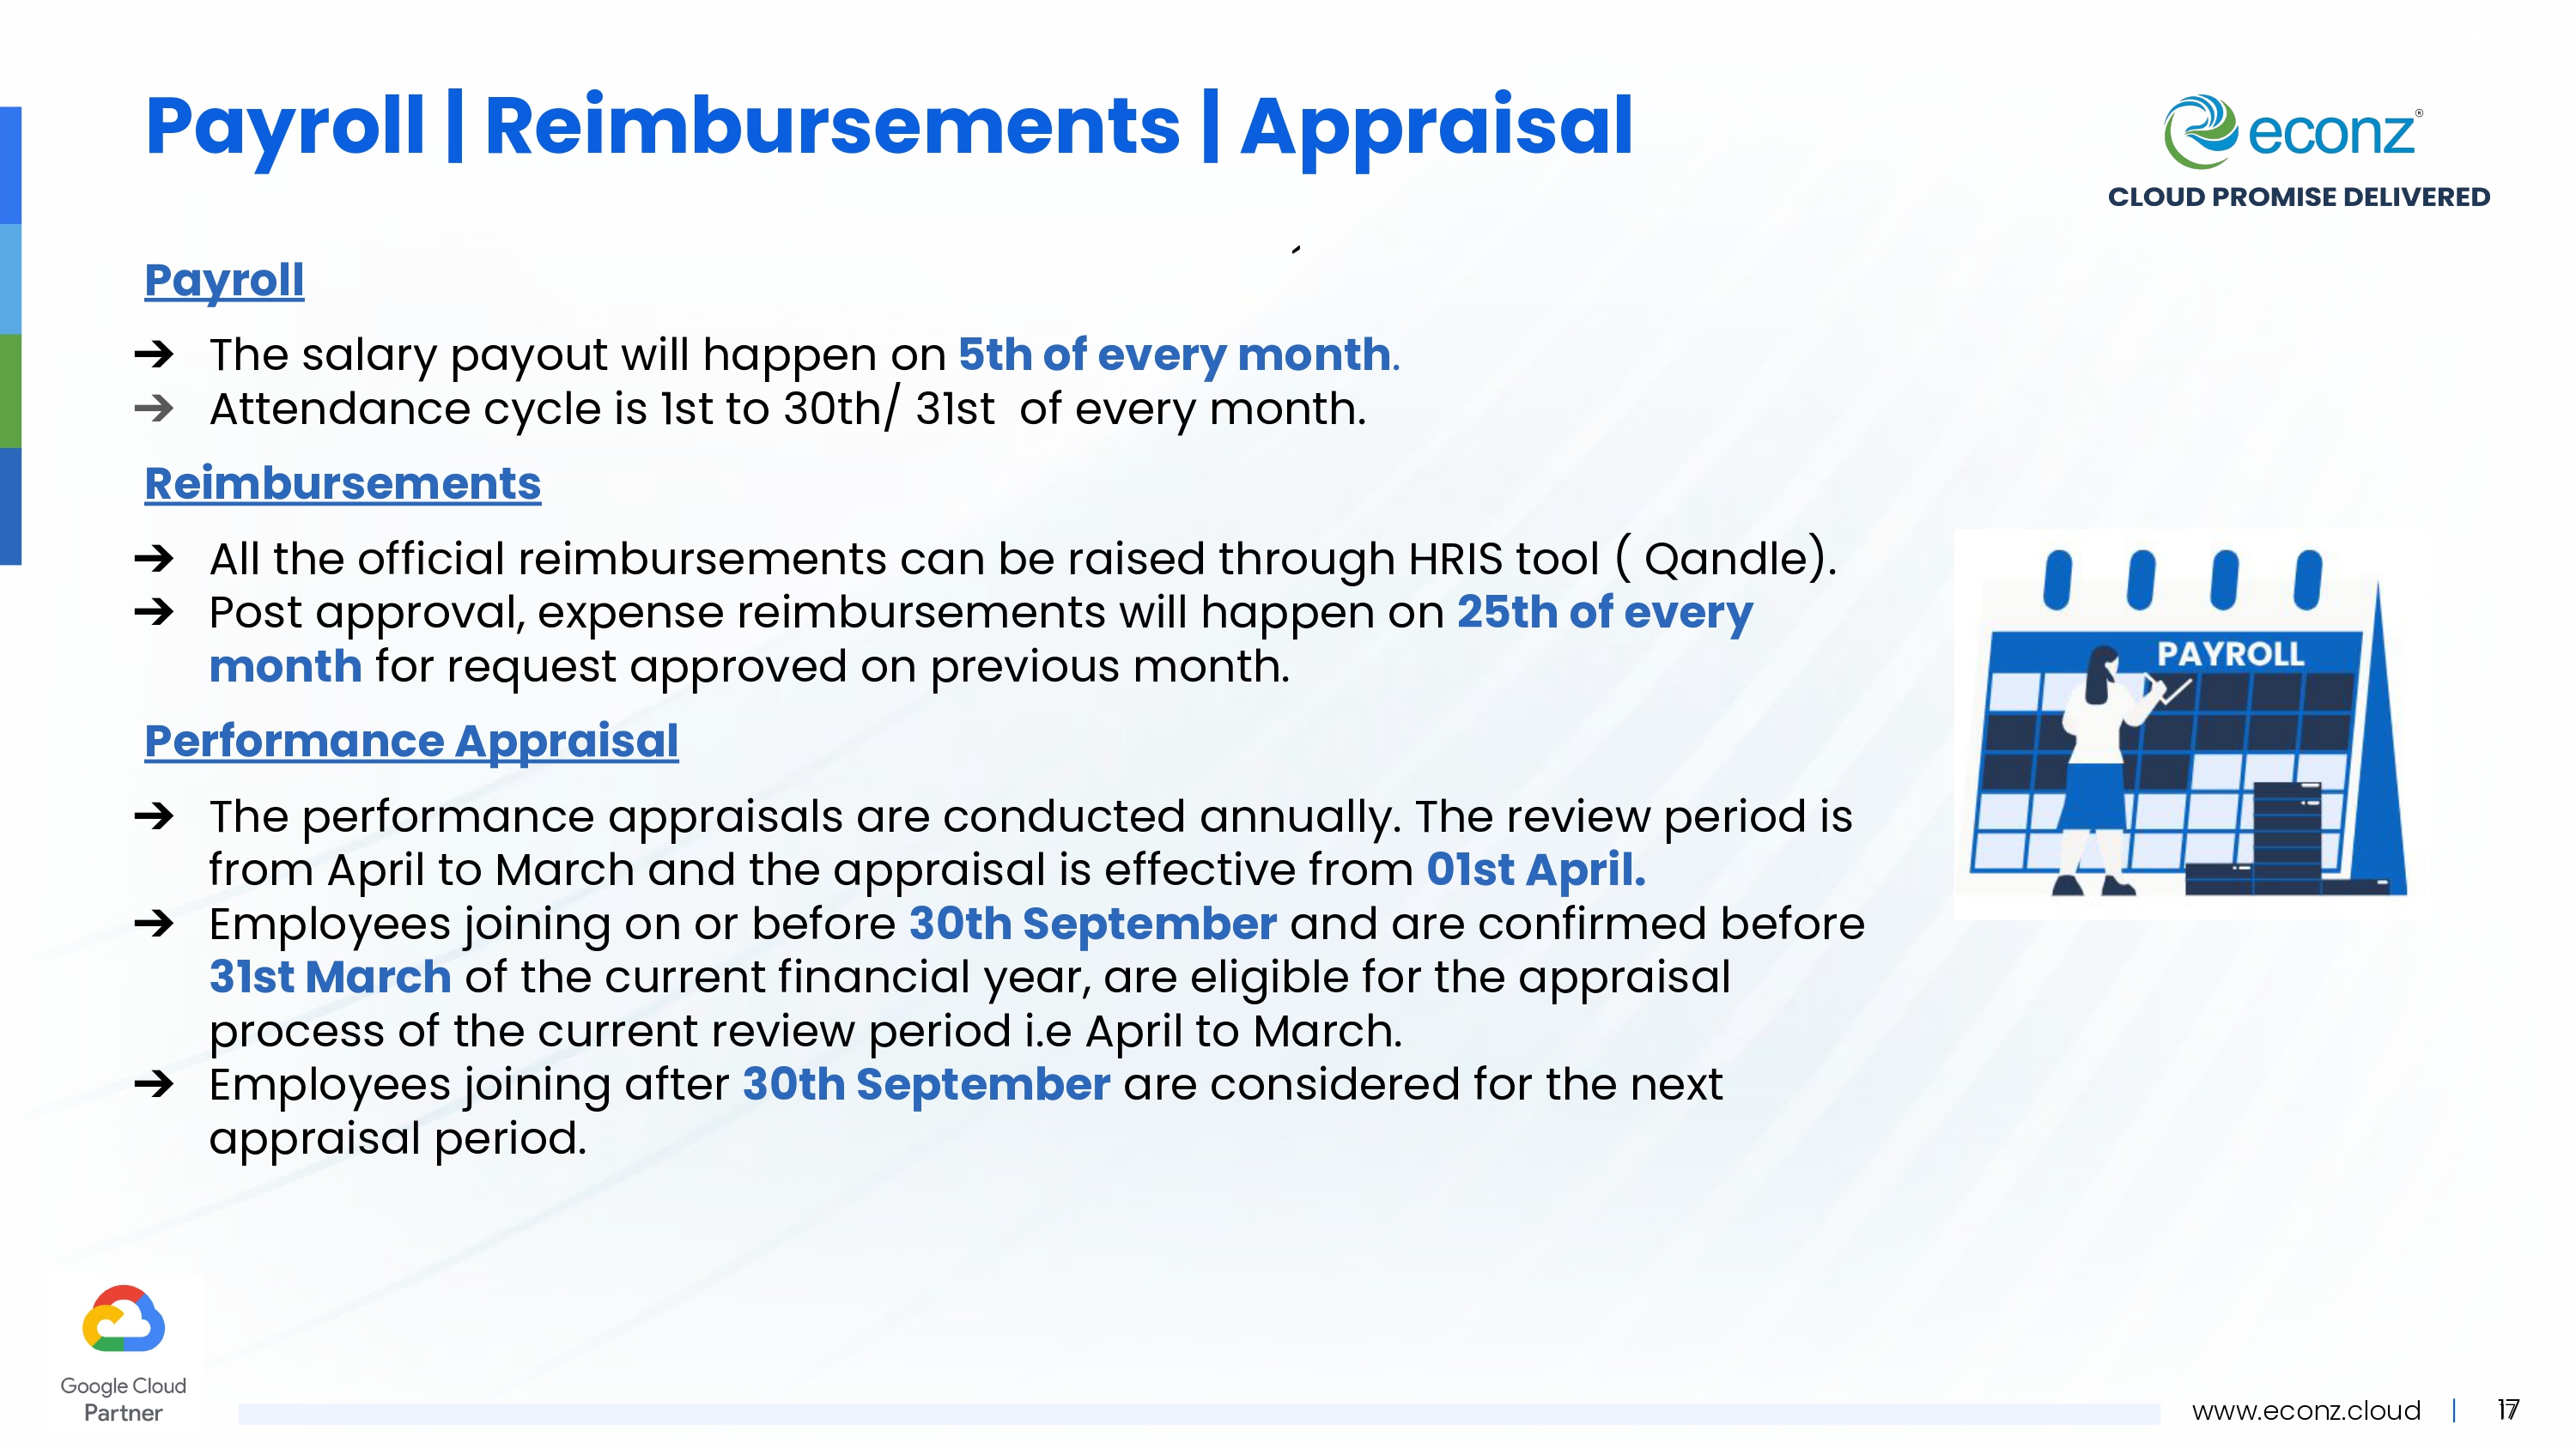 Payroll | Reimbursements | Appraisal
econz®
CLOUD PROMISE DELIVERED
Payroll
➔ The salary payout will happen on 5th of every month.
➔ Attendance cycle is 1st to 30th/ 31st  of every month.
Reimbursements
➔ All the official reimbursements can be raised through HRIS tool ( Qandle).
➔ Post approval, expense reimbursements will happen on 25th of every
month for request approved on previous month.
PAYROLL
Performance Appraisal
➔ The performance appraisals are conducted annually. The review period is
from April to March and the appraisal is effective from 01st April.
➔ Employees joining on or before 30th September and are confirmed before
31st March of the current financial year, are eligible for the appraisal
process of the current review period i.e April to March.
➔ Employees joining after 30th September are considered for the next
appraisal period.
Google Cloud
Partner
www.econz.cloud | 17